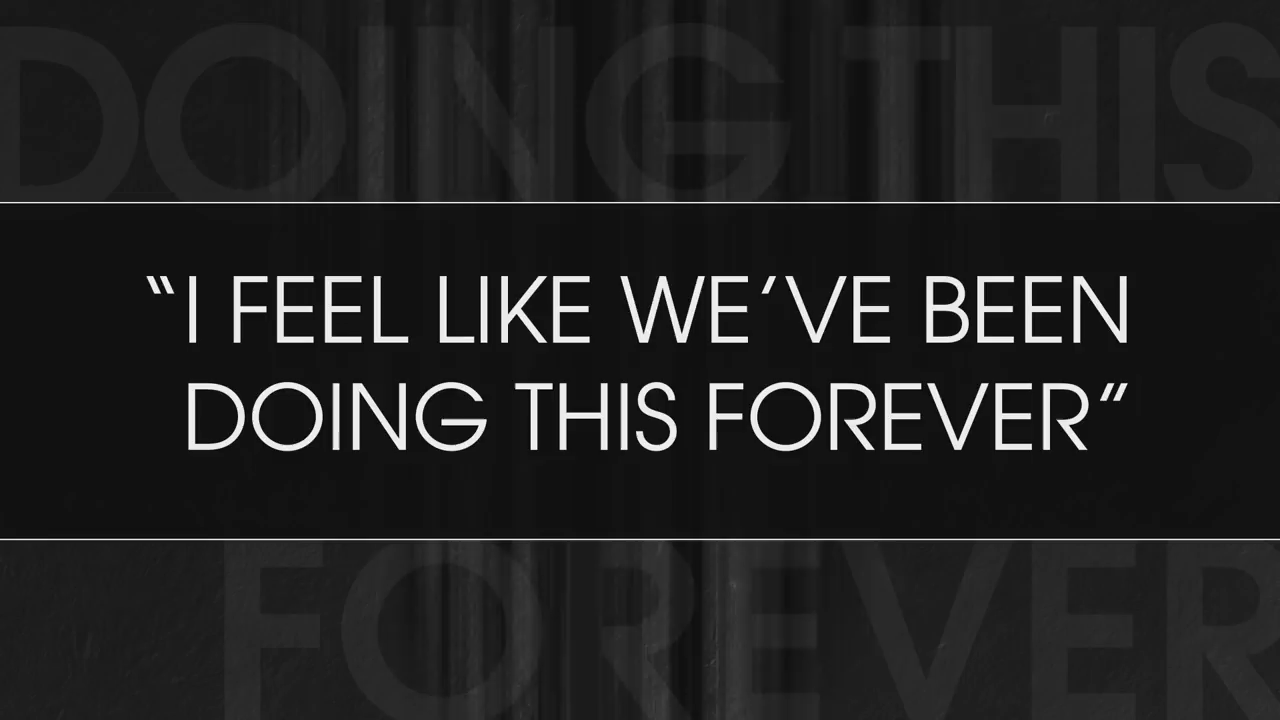 DOING THIS
“I FEEL LIKE WE’VE BEEN
DOING THIS FOREVER”
FOREVER